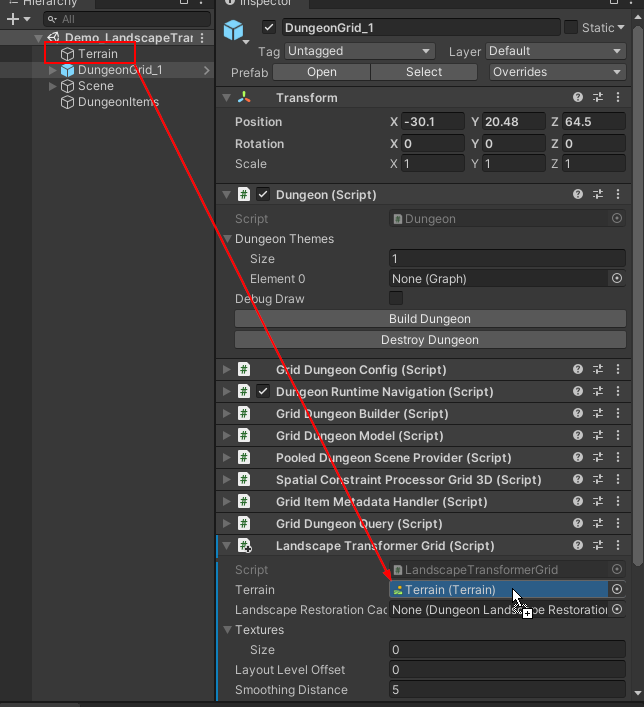 Hierarchy
All
Demo_LandscapeTrar
Terrain
DungeonGrid_1
Scene
DungeonItems
Inspector
DungeonGrid_1
Static
Tag Untagged Layer Default
Prefab Open Select Overrides
Transform
Position X -30.1 Y 20.48 Z 64.5
Rotation X 0 Y 0 Z 0
Scale X 1 Y 1 Z 1
# Dungeon (Script)
Script # Dungeon
Dungeon Themes
Size 1
Element 0 None (Graph)
Debug Draw
Build Dungeon
Destroy Dungeon
# Grid Dungeon Config (Script)
# Dungeon Runtime Navigation (Script)
# Grid Dungeon Builder (Script)
# Grid Dungeon Model (Script)
# Pooled Dungeon Scene Provider (Script)
# Spatial Constraint Processor Grid 3D (Script)
# Grid Item Metadata Handler (Script)
# Grid Dungeon Query (Script)
# Landscape Transformer Grid (Script)
Script # LandscapeTransformerGrid
Terrain Terrain (Terrain)
Landscape Restoration Cac None (Dungeon Landscape Restoration
Textures
Size 0
Layout Level Offset 0
Smoothing Distance 5